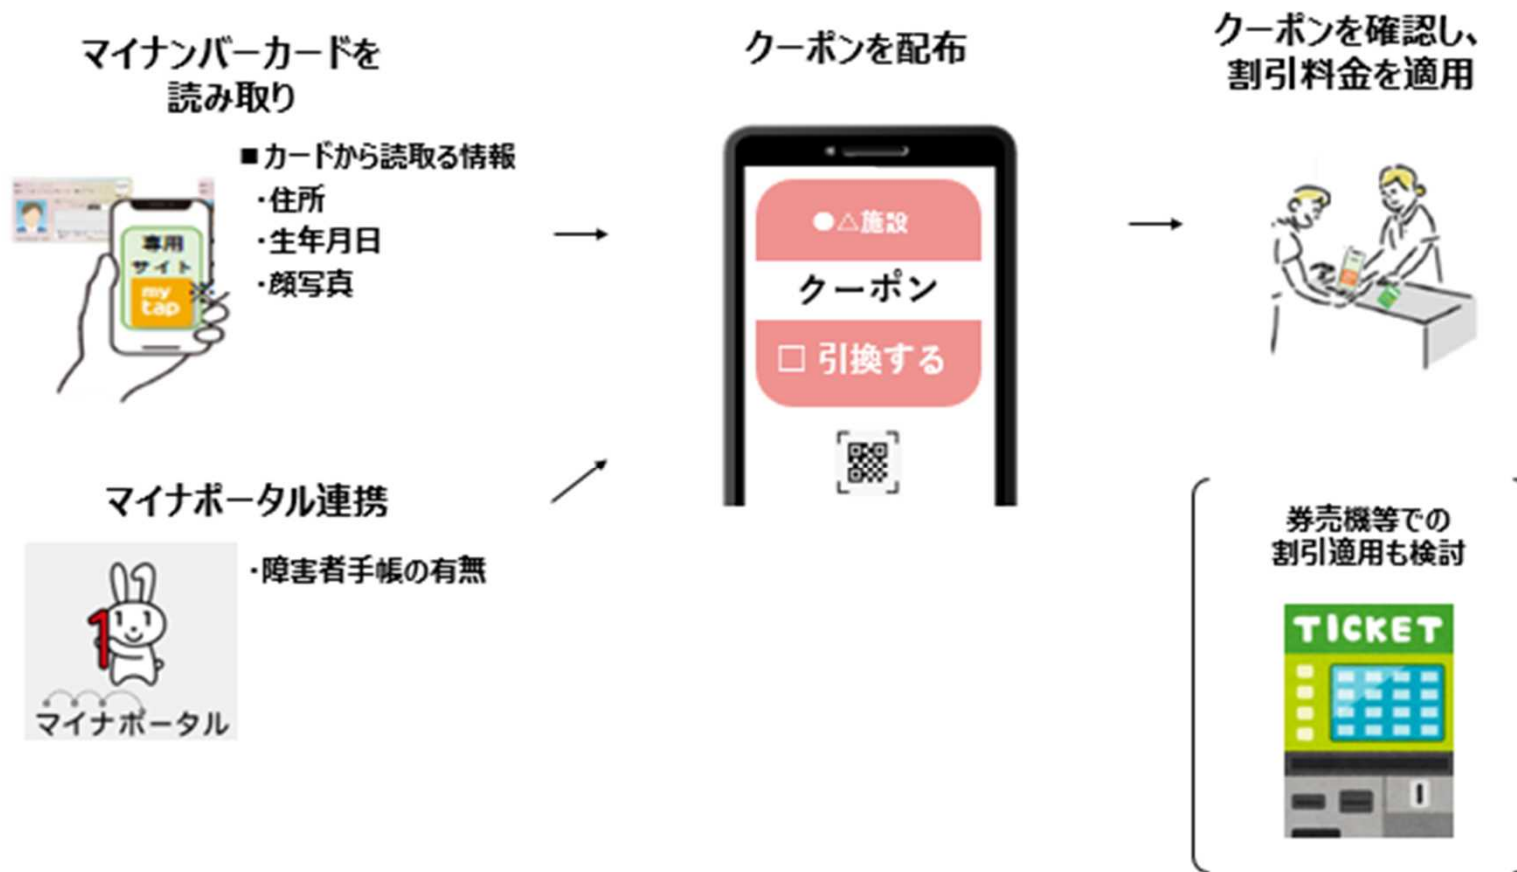 マイナンバーカードを
読み取り
■カードから読取る情報
・住所
・生年月日
・顔写真
専用
サイト
my
tap
マイナポータル連携
・障害者手帳の有無
1
マイナポータル
クーポンを配布
●△施設
クーポン
□ 引換する
クーポンを確認し、
割引料金を適用
券売機等での
割引適用も検討
TICKET